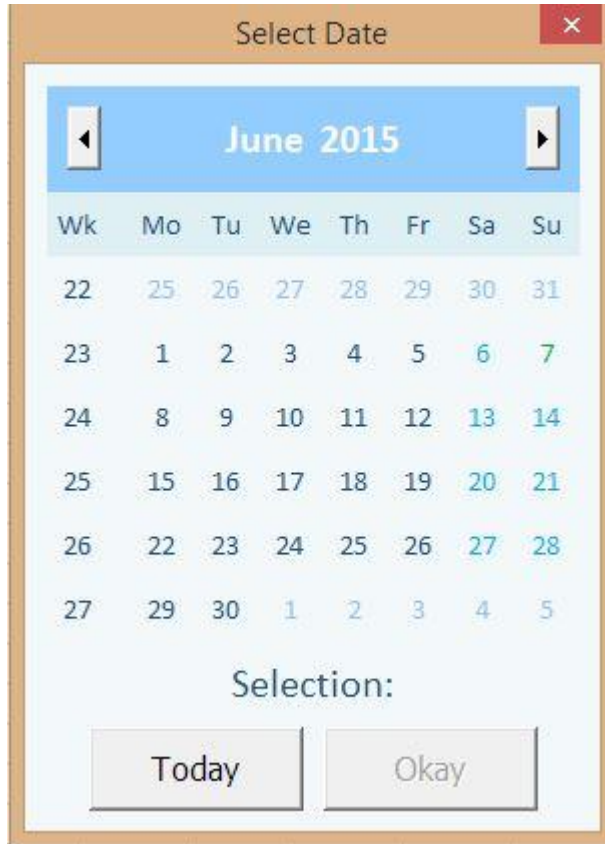 Select Date
June 2015
Wk Mo Tu We Th Fr Sa Su
22 25 26 27 28 29 30 31
23 1 2 3 4 5 6 7
24 8 9 10 11 12 13 14
25 15 16 17 18 19 20 21
26 22 23 24 25 26 27 28
27 29 30 1 2 3 4 5
Selection:
Today Okay